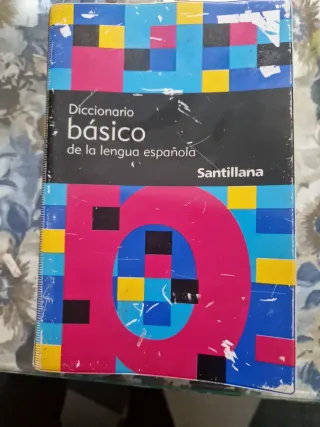 Diccionario
básico
de la lengua española
Santillana